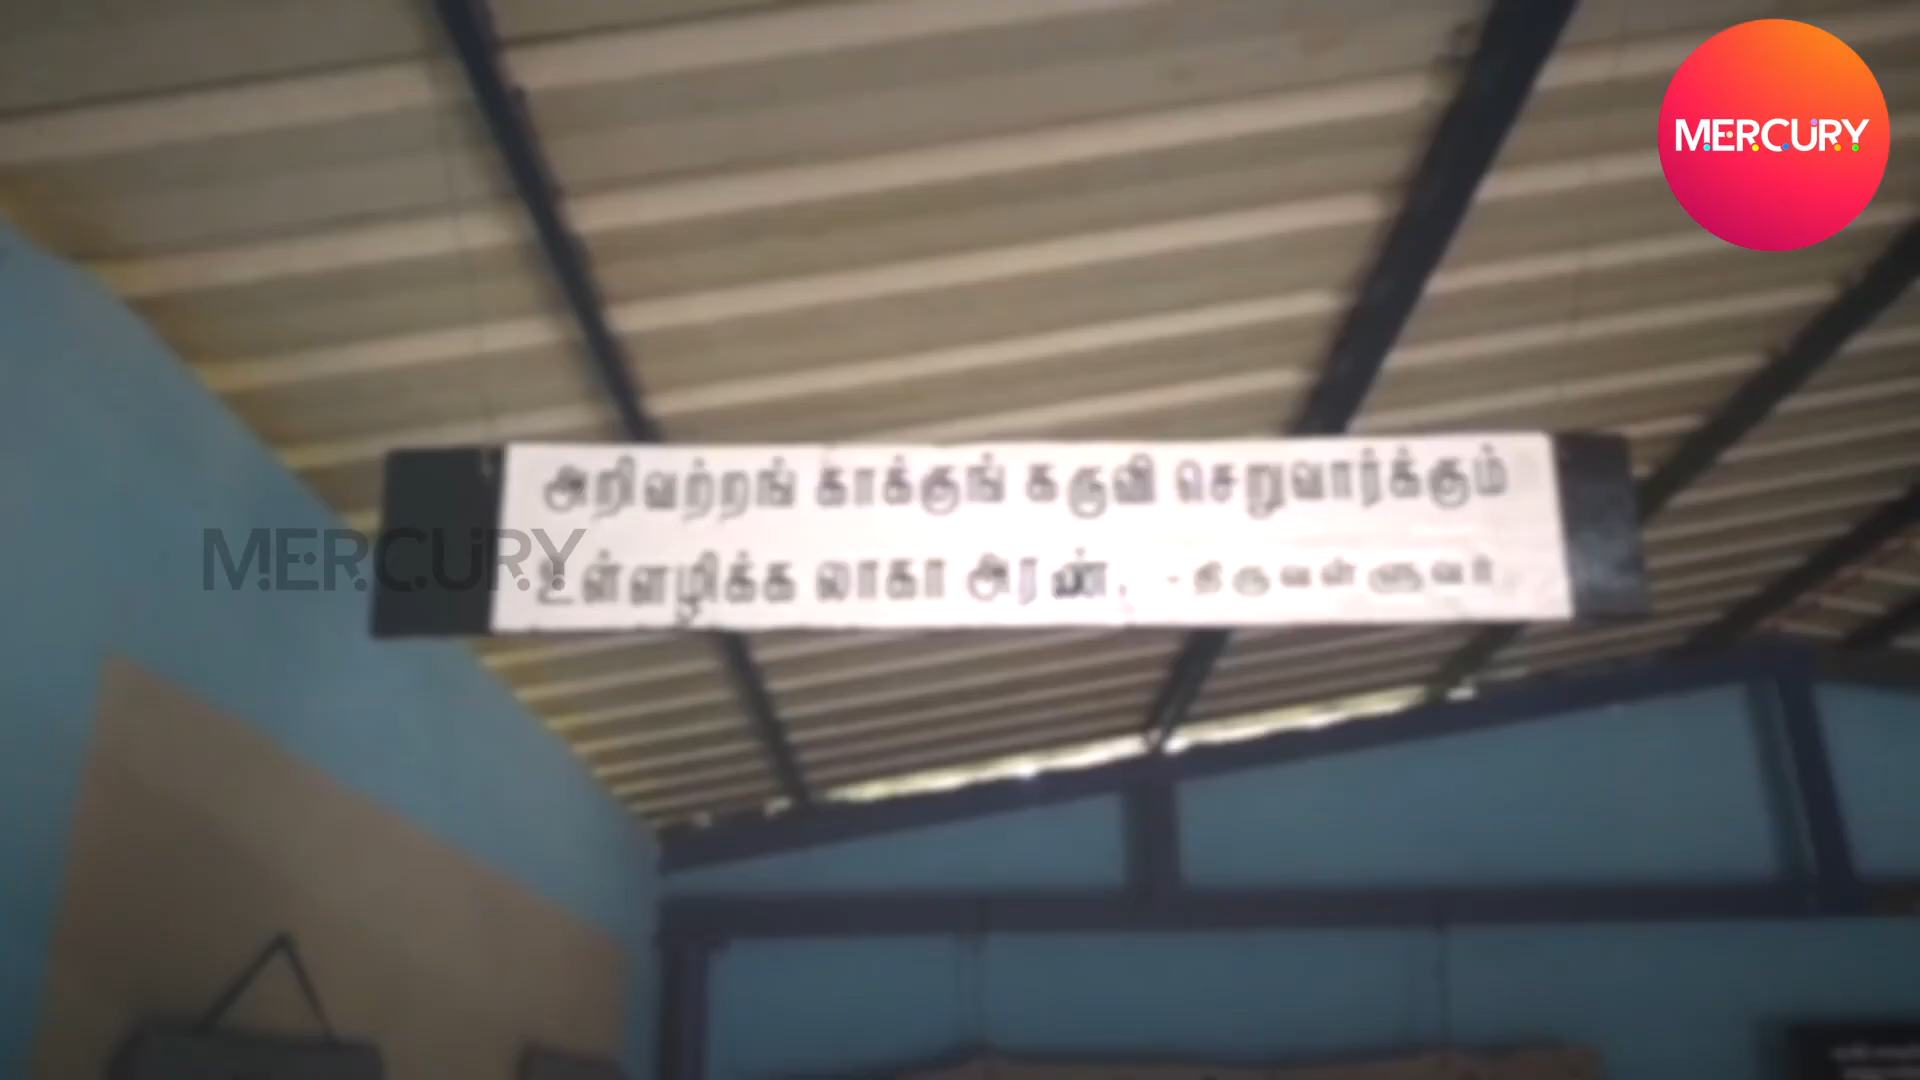 MERCURY
அறிவற்றங் காக்குங் கருவி செறுவார்க்கும்
MERCURY
உள்ளழிக்க லாகா அரண். - திருவள்ளுவர்